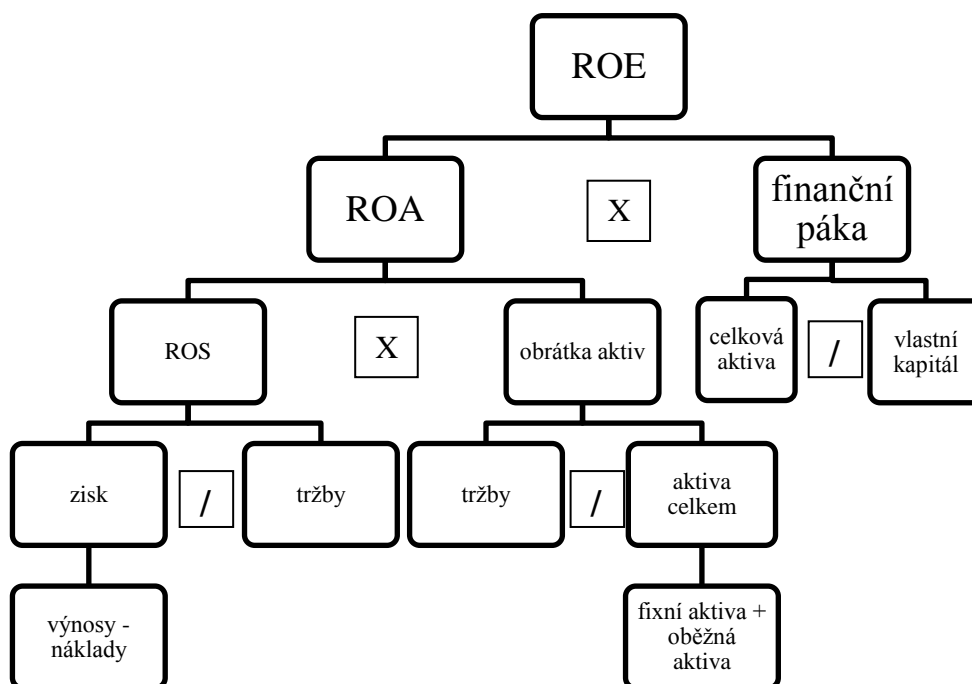 ROE
ROA
X
finanční
páka
ROS
X
obrátka aktiv
celková
aktiva
/
vlastní
kapitál
zisk
/
tržby
tržby
/
aktiva
celkem
výnosy -
náklady
fixní aktiva +
oběžná
aktiva